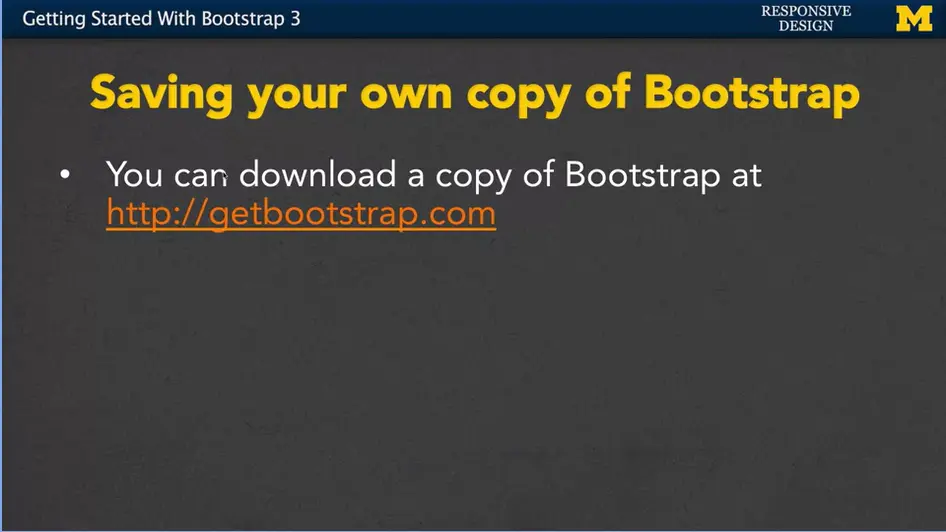 Getting Started With Bootstrap 3
RESPONSIVE
DESIGN
M
Saving your own copy of Bootstrap
• You can download a copy of Bootstrap at
http://getbootstrap.com